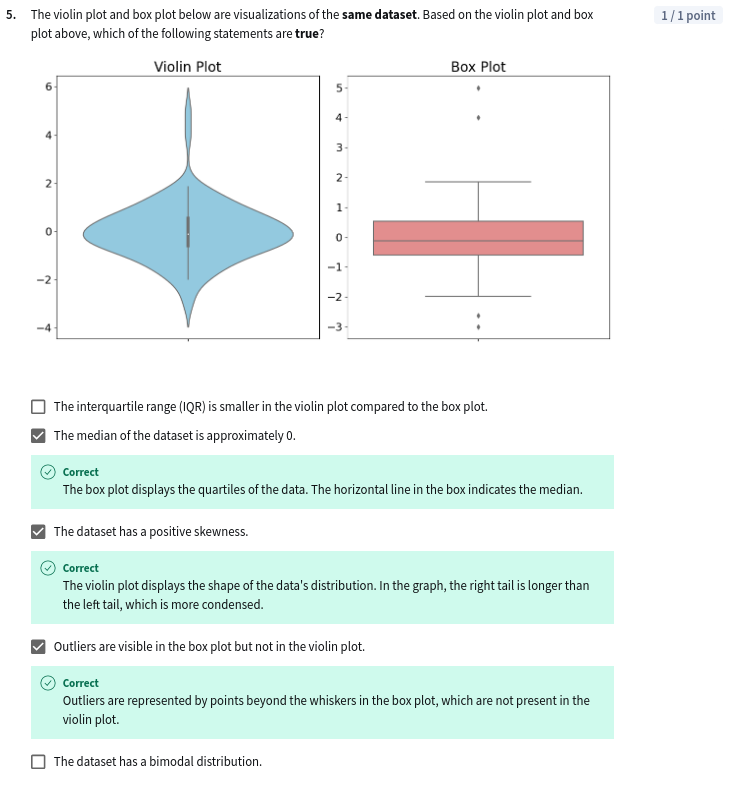 5. The violin plot and box plot below are visualizations of the same dataset. Based on the violin plot and box
plot above, which of the following statements are true?
1 / 1 point
Violin Plot
6
4
2
0
−2
−4
Box Plot
5
4
3
2
1
0
−1
−2
−3
The interquartile range (IQR) is smaller in the violin plot compared to the box plot.
The median of the dataset is approximately 0.
Correct
The box plot displays the quartiles of the data. The horizontal line in the box indicates the median.
The dataset has a positive skewness.
Correct
The violin plot displays the shape of the data's distribution. In the graph, the right tail is longer than
the left tail, which is more condensed.
Outliers are visible in the box plot but not in the violin plot.
Correct
Outliers are represented by points beyond the whiskers in the box plot, which are not present in the
violin plot.
The dataset has a bimodal distribution.